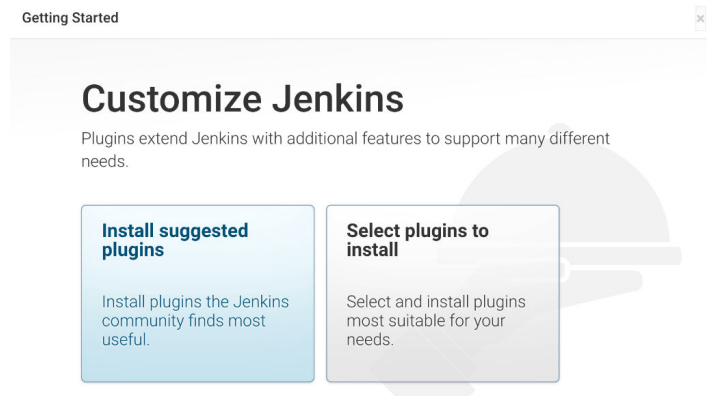 Getting Started
×
Customize Jenkins
Plugins extend Jenkins with additional features to support many different
needs.
Install suggested
plugins
Install plugins the Jenkins
community finds most
useful.
Select plugins to
install
Select and install plugins
most suitable for your
needs.